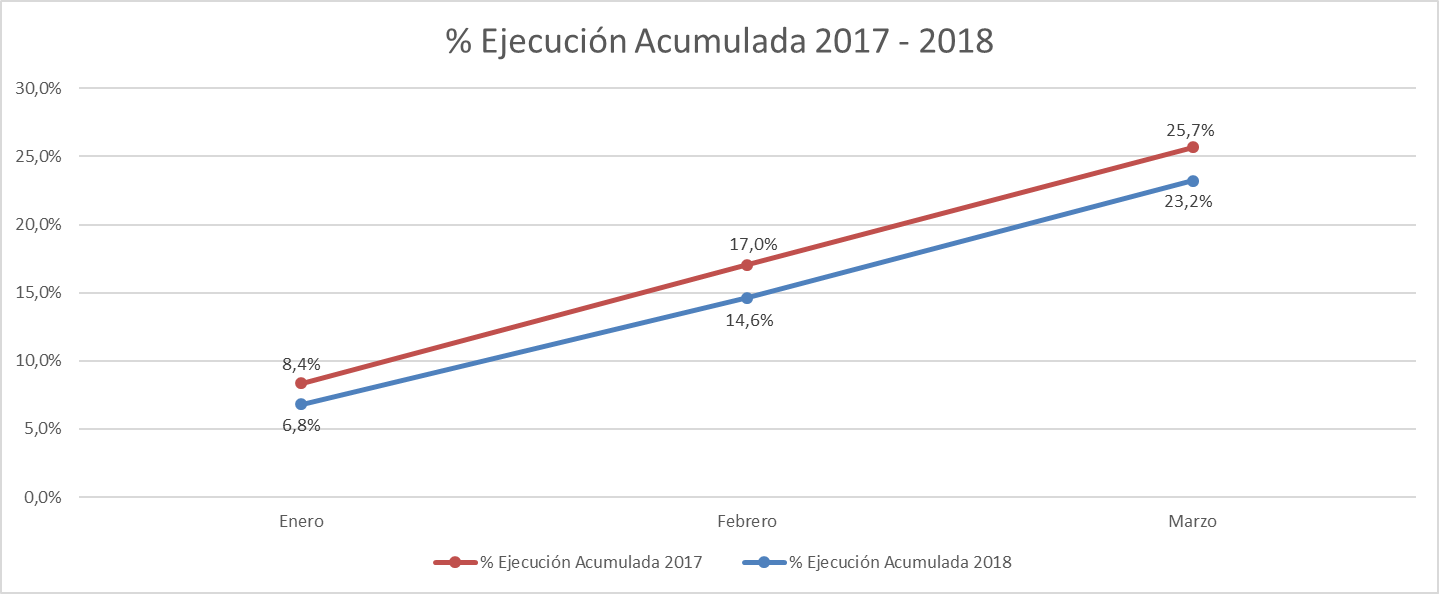 % Ejecución Acumulada 2017 - 2018
30,0%
25,0%
20,0%
15,0%
10,0%
5,0%
0,0%
8,4%
17,0%
25,7%
6,8%
14,6%
23,2%
Enero
Febrero
Marzo
% Ejecución Acumulada 2017
% Ejecución Acumulada 2018